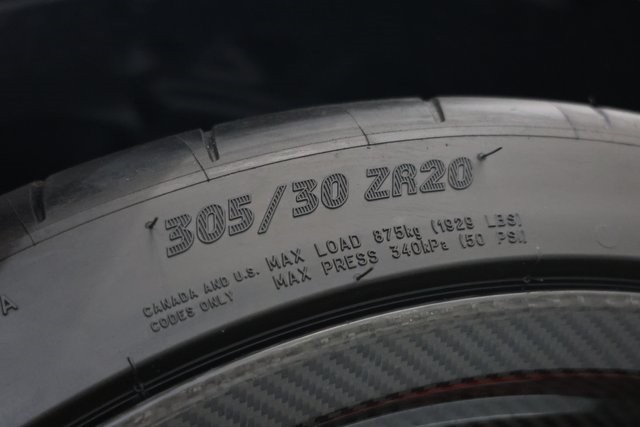 305/30 ZR20
MAX LOAD 875kg (1929 LBS)
MAX PRESS 340kPa (50 PSI)
CANADA AND U.S.
CODES ONLY
A